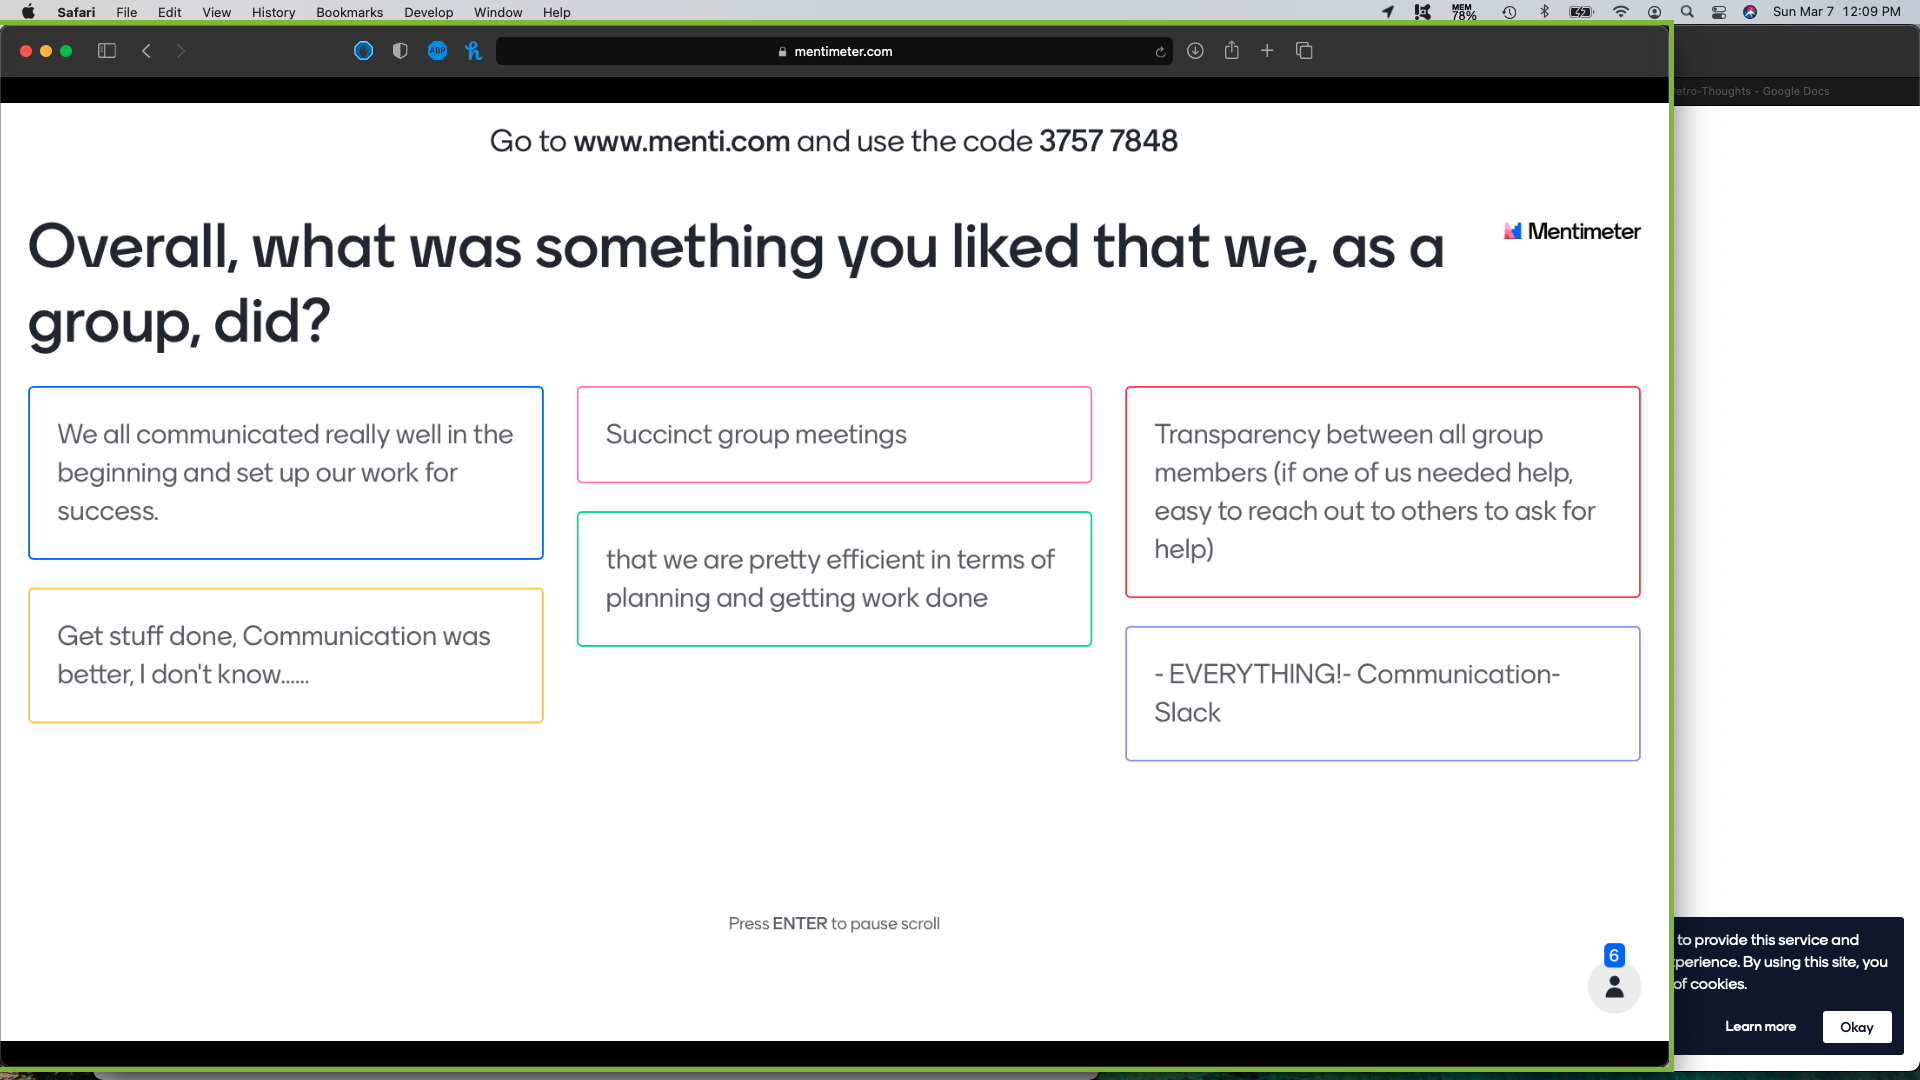 Safari File Edit View History Bookmarks Develop Window Help
MEM
78%
Sun Mar 7 12:09 PM
ABP
mentimeter.com
-Thoughts - Google Docs
Go to www.menti.com and use the code 3757 7848
Overall, what was something you liked that we, as a
group, did?
Mentimeter
We all communicated really well in the
beginning and set up our work for
success.
Get stuff done, Communication was
better, I don't know......
Succinct group meetings
that we are pretty efficient in terms of
planning and getting work done
Transparency between all group
members (if one of us needed help,
easy to reach out to others to ask for
help)
- EVERYTHING!- Communication-
Slack
Press ENTER to pause scroll
6
to provide this service and
perience. By using this site, you
of cookies.
Learn more
Okay